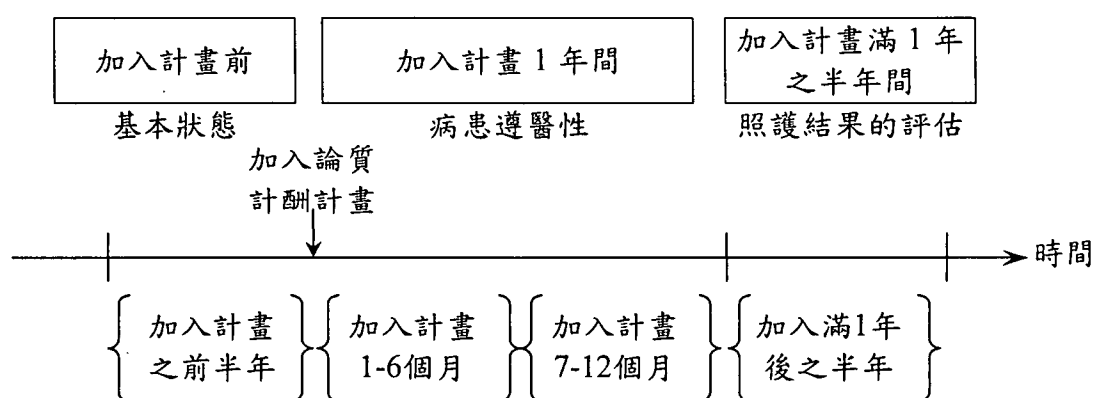 加入計畫前
加入計畫 1 年間
加入計畫滿 1 年
之半年間
基本狀態
病患遵醫性
照護結果的評估
加入論質
計酬計畫
時間
加入計畫
之前半年
加入計畫
1-6個月
加入計畫
7-12個月
加入滿1年
後之半年